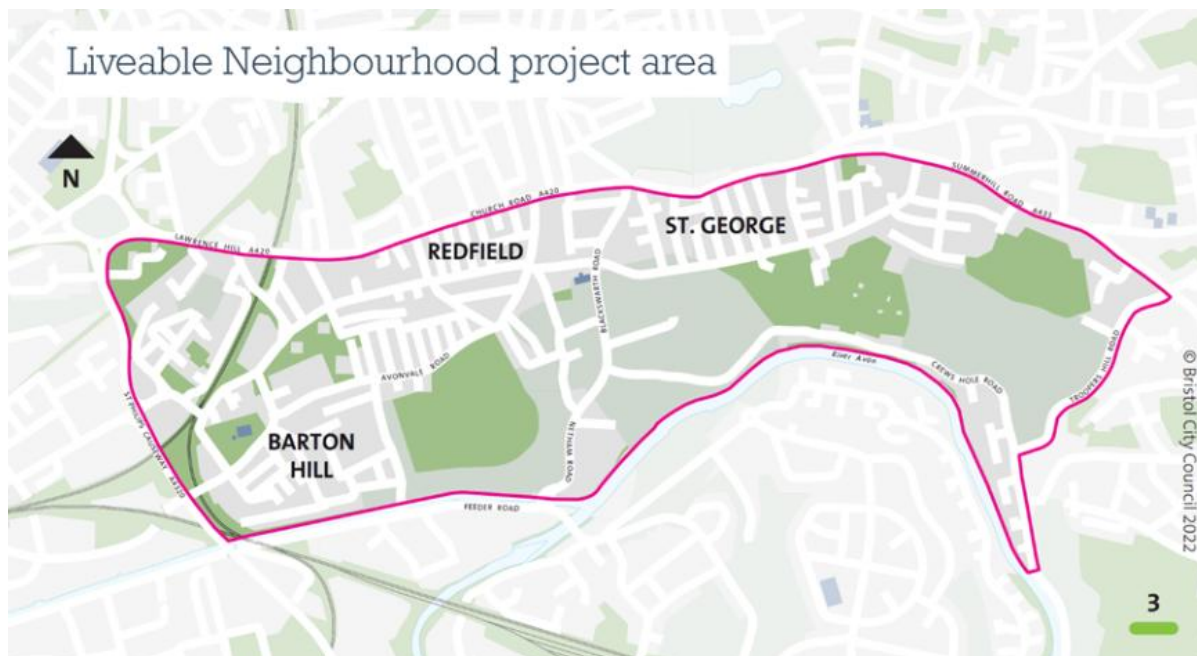 Liveable Neighbourhood project area
N
CHURCH ROAD A420
SUMMERHILL ROAD A431
ST. GEORGE
LAWRENCE HILL A420
REDFIELD
BLACKSWARTH ROAD
River Avon
CREWS HOLE ROAD
TROOPERS HILL ROAD
AVONVALE ROAD
ST PHILIPS CAUSEWAY A4320
BARTON
HILL
NETHAM ROAD
FEEDER ROAD
© Bristol City Council 2022
3